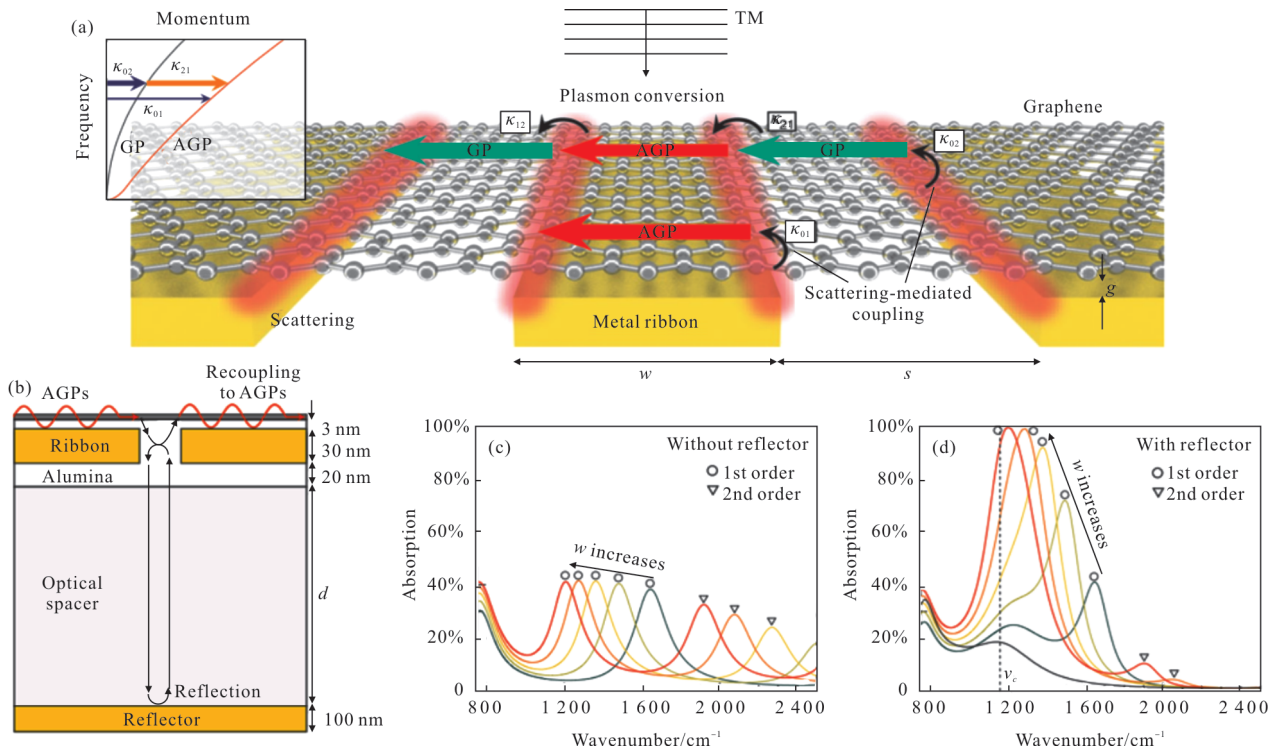 (a)
Momentum
Frequency
κ₀₂
κ₂₁
κ₀₁
GP
AGP
TM
Plasmon conversion
Graphene
κ₁₂
κ₂₁
κ₀₂
GP
AGP
GP
AGP
κ₀₁
Scattering-mediated
coupling
g
Scattering
Metal ribbon
w
s
(b)
AGPs
Recoupling
to AGPs
3 nm
Ribbon
30 nm
Alumina
20 nm
Optical
spacer
d
Reflection
Reflector
100 nm
(c)
Without reflector
1st order
2nd order
w increases
Absorption
100%
80%
60%
40%
20%
0
800
1 200
1 600
2 000
2 400
Wavenumber/cm⁻¹
(d)
With reflector
1st order
2nd order
w increases
ν_c
Absorption
100%
80%
60%
40%
20%
0
800
1 200
1 600
2 000
2 400
Wavenumber/cm⁻¹